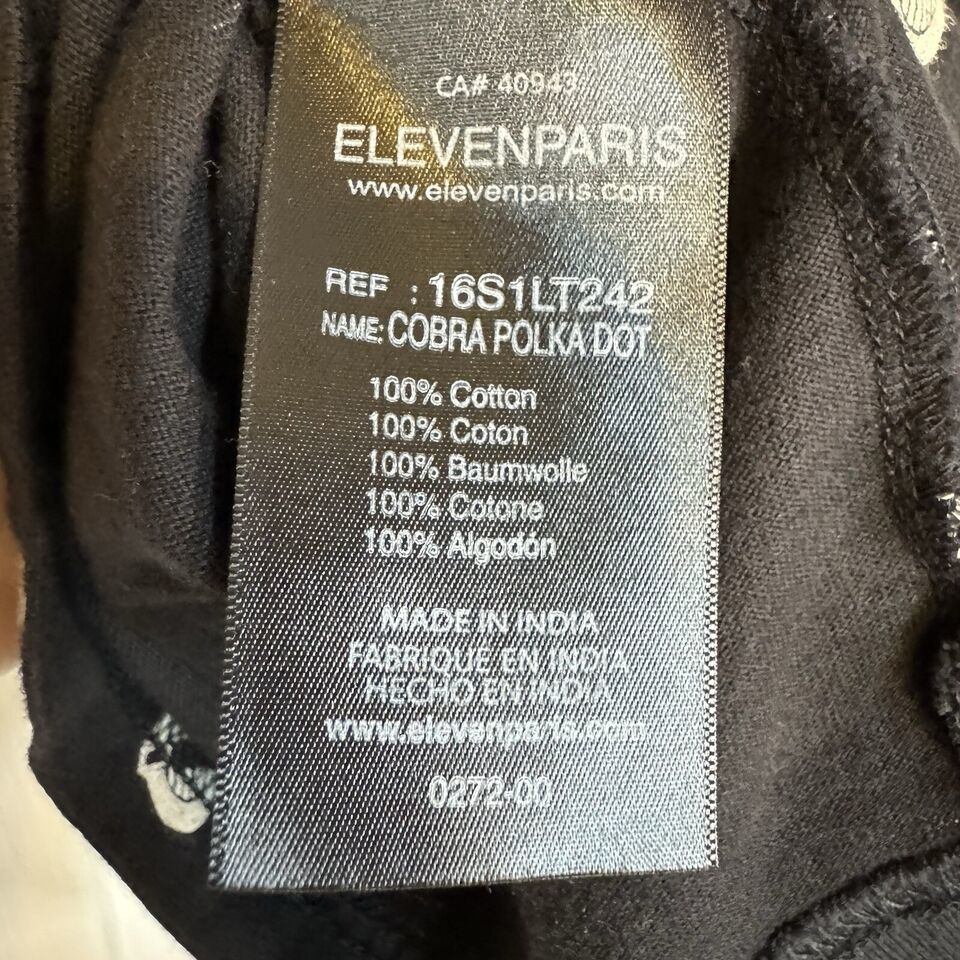 CA# 40943
ELEVENPARIS
www.elevenparis.com
REF : 16S1LT242
NAME: COBRA POLKA DOT
100% Cotton
100% Coton
100% Baumwolle
100% Cotone
100% Algodón
MADE IN INDIA
FABRIQUE EN INDIA
HECHO EN INDIA
www.elevenparis.com
0272-00